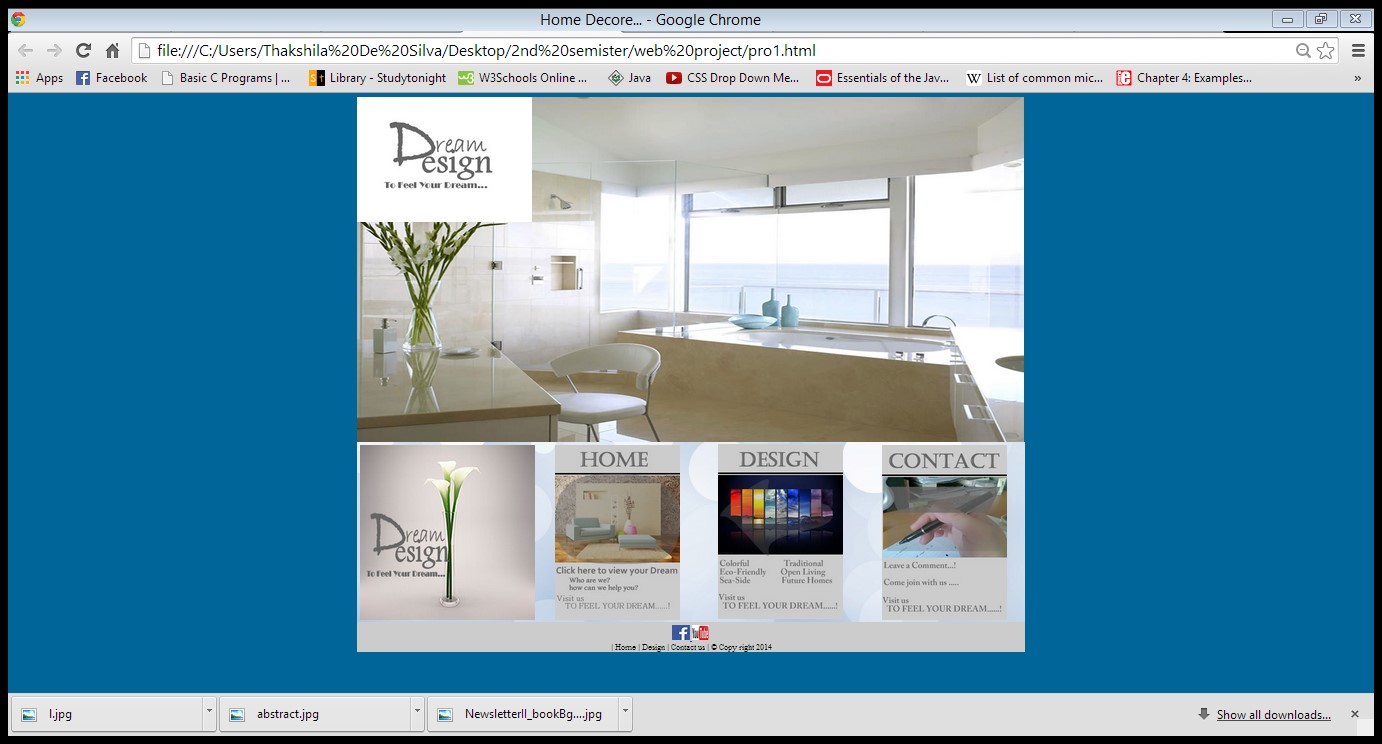 Home Decore... - Google Chrome
file:///C:/Users/Thakshila%20De%20Silva/Desktop/2nd%20semister/web%20project/pro1.html
Apps Facebook Basic C Programs | ... Library - Studytonight W3Schools Online ... Java CSS Drop Down Me... Essentials of the Jav... List of common mic... Chapter 4: Examples... »
Dream
Design
To Feel Your Dream...
Dream
Design
To Feel Your Dream...
HOME
Click here to view your Dream
Who are we?
how can we help you?
Visit us
TO FEEL YOUR DREAM......!
DESIGN
Colorful Traditional
Eco-Friendly Open Living
Sea-Side Future Homes
Visit us
TO FEEL YOUR DREAM......!
CONTACT
Leave a Comment...!
Come join with us .....
Visit us
TO FEEL YOUR DREAM......!
You Tube
| Home | Design | Contact us | © Copy right 2014
l.jpg abstract.jpg NewsletterII_bookBg....jpg Show all downloads...